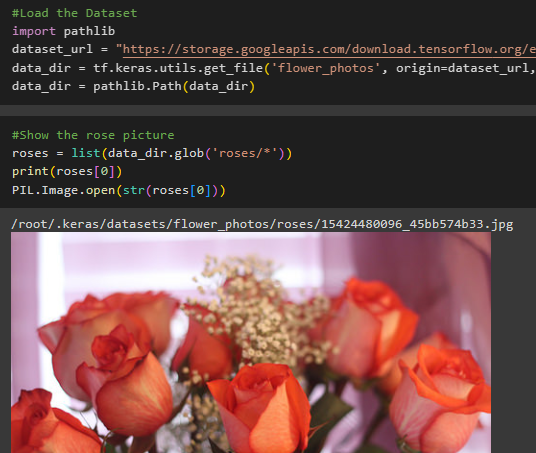 #Load the Dataset
import pathlib
dataset_url = "https://storage.googleapis.com/download.tensorflow.org/e
data_dir = tf.keras.utils.get_file('flower_photos', origin=dataset_url,
data_dir = pathlib.Path(data_dir)
#Show the rose picture
roses = list(data_dir.glob('roses/*'))
print(roses[0])
PIL.Image.open(str(roses[0]))
/root/.keras/datasets/flower_photos/roses/15424480096_45bb574b33.jpg